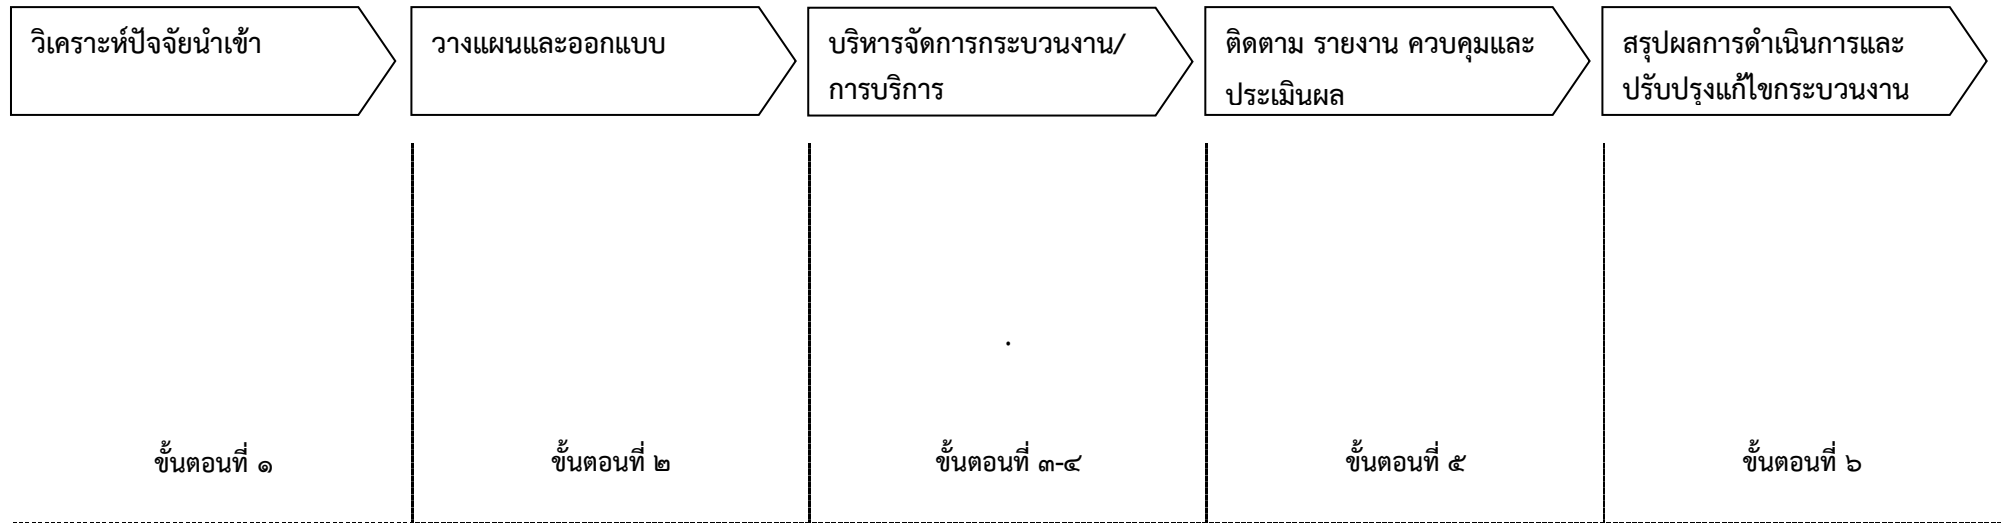 วิเคราะห์ปัจจัยนำเข้า
วางแผนและออกแบบ
บริหารจัดการกระบวนงาน/
การบริการ
ติดตาม รายงาน ควบคุมและ
ประเมินผล
สรุปผลการดำเนินการและ
ปรับปรุงแก้ไขกระบวนงาน
.
ขั้นตอนที่ ๑
ขั้นตอนที่ ๒
ขั้นตอนที่ ๓-๔
ขั้นตอนที่ ๕
ขั้นตอนที่ ๖